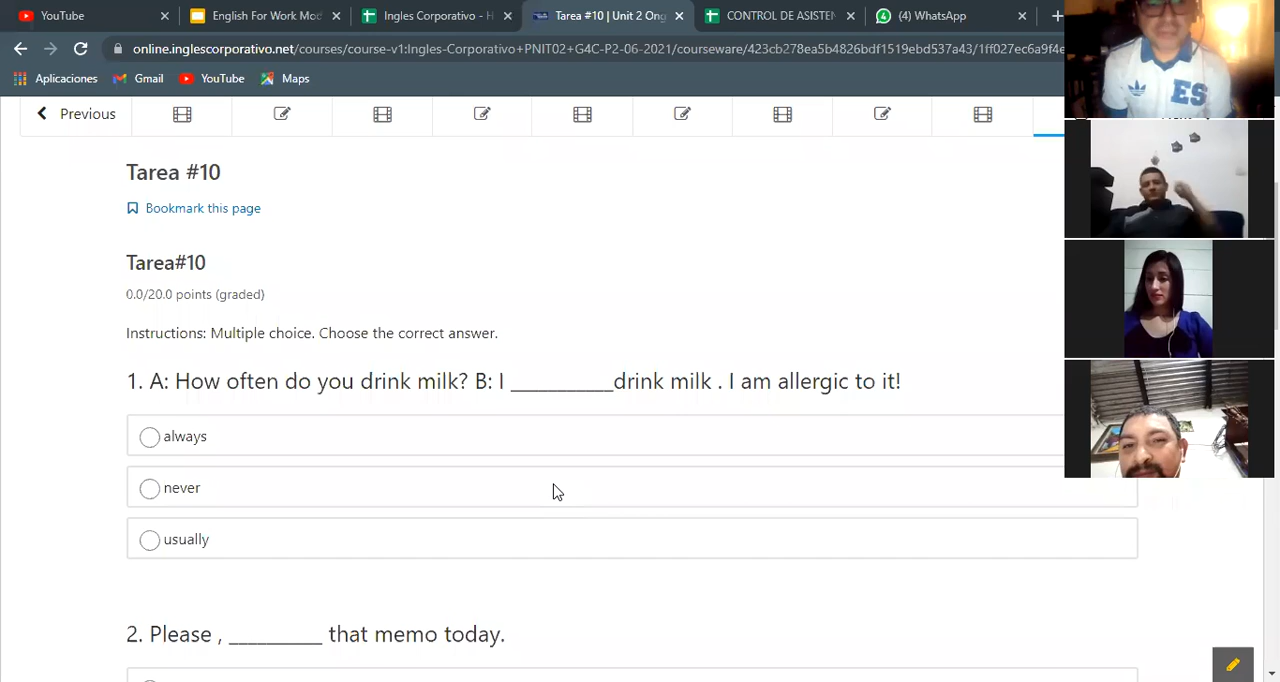 YouTube
English For Work Mod
Ingles Corporativo - H
Tarea #10 | Unit 2 Ong
CONTROL DE ASISTEN
(4) WhatsApp
online.inglescorporativo.net/courses/course-v1:Ingles-Corporativo+PNIT02+G4C-P2-06-2021/courseware/423cb278ea5b4826bdf1519ebd537a43/1ff027ec6a9f4e
Aplicaciones
Gmail
YouTube
Maps
ES
Previous
Tarea #10
Bookmark this page
Tarea#10
0.0/20.0 points (graded)
Instructions: Multiple choice. Choose the correct answer.
1. A: How often do you drink milk? B: I __________drink milk . I am allergic to it!
always
never
usually
2. Please , _________ that memo today.